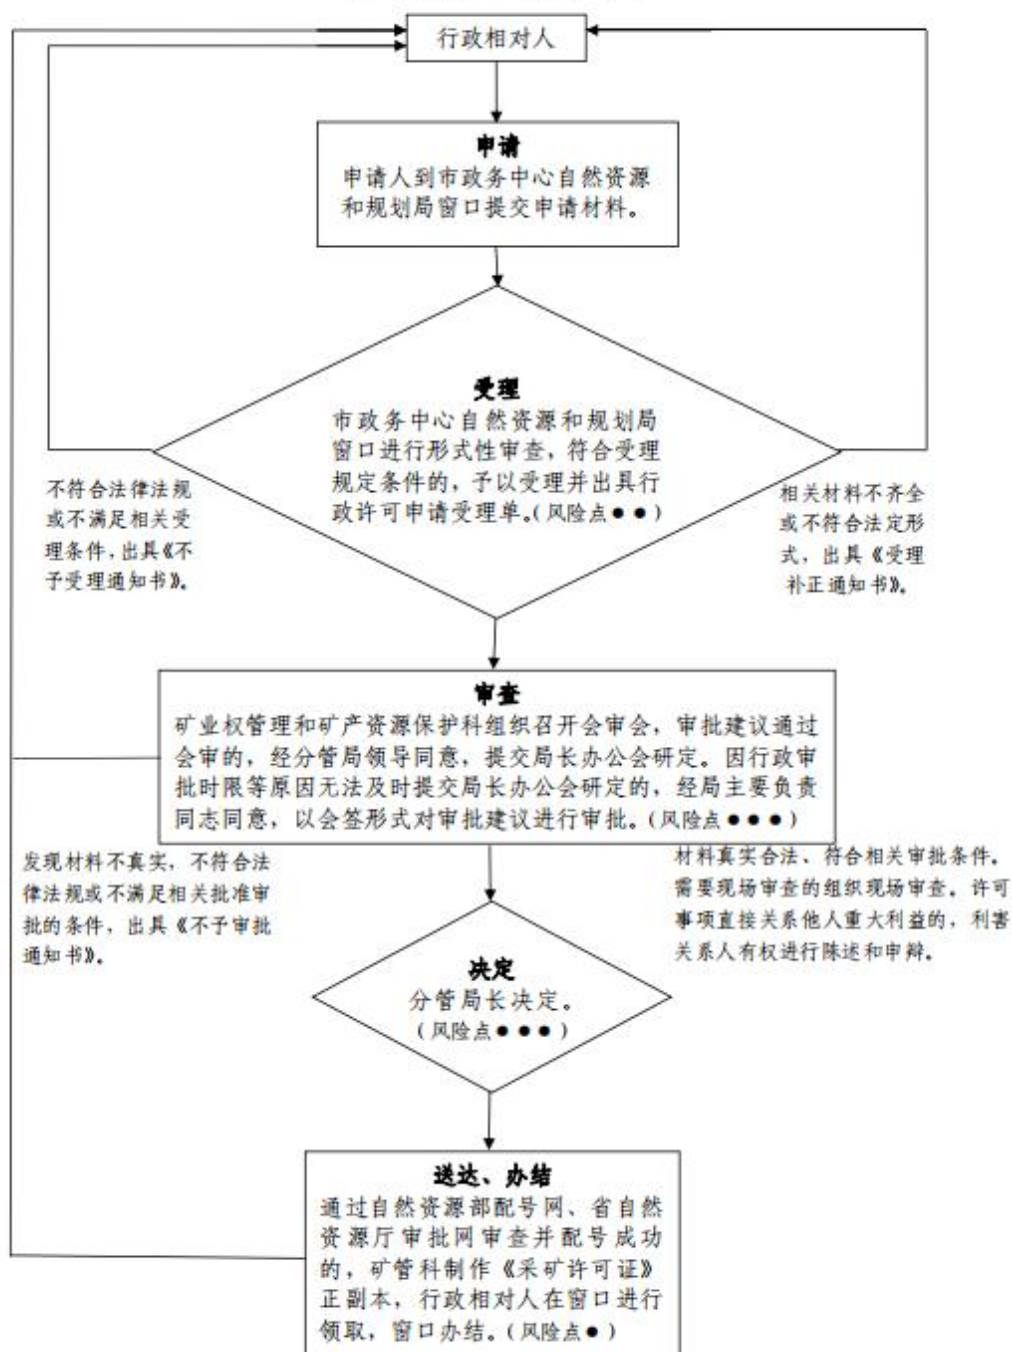 行政相对人
申请
申请人到市政务中心自然资源
和规划局窗口提交申请材料。
受理
市政务中心自然资源和规划局
窗口进行形式性审查，符合受理
规定条件的，予以受理并出具行
政许可申请受理单。（风险点●●）
不符合法律法规
或不满足相关受
理条件，出具《不
予受理通知书》。
相关材料不齐全
或不符合法定形
式，出具《受理
补正通知书》。
审查
矿业权管理和矿产资源保护科组织召开会审会，审批建议通过
会审的，经分管局领导同意，提交局长办公会研定。因行政审
批时限等原因无法及时提交局长办公会研定的，经局主要负责
同志同意，以会签形式对审批建议进行审批。（风险点●●●）
发现材料不真实，不符合法
律法规或不满足相关批准审
批的条件，出具《不予审批
通知书》。
材料真实合法、符合相关审批条件。
需要现场审查的组织现场审查。许可
事项直接关系他人重大利益的，利害
关系人有权进行陈述和申辩。
决定
分管局长决定。
（风险点●●●）
送达、办结
通过自然资源部配号网、省自然
资源厅审批网审查并配号成功
的，矿管科制作《采矿许可证》
正副本，行政相对人在窗口进行
领取，窗口办结。（风险点●）